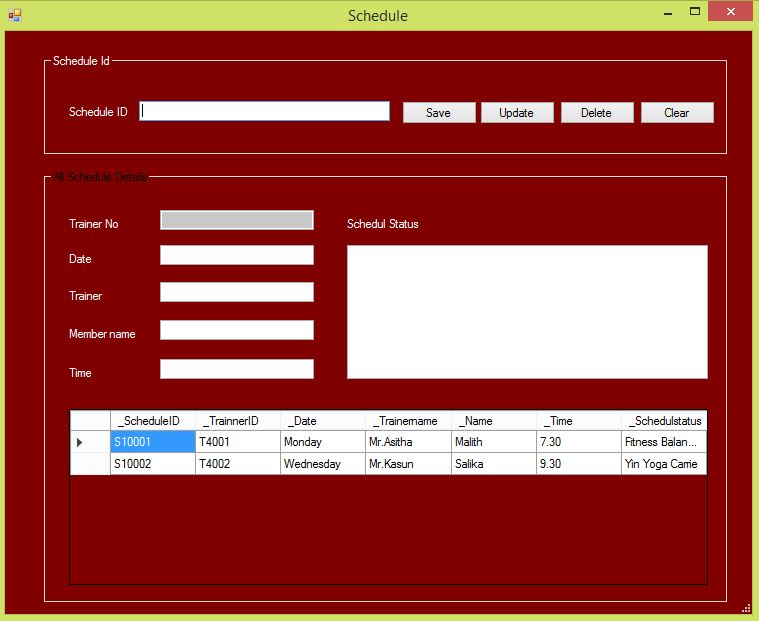 Schedule
Schedule Id
Schedule ID Save Update Delete Clear
All Schedule Details
Trainer No Schedul Status
Date
Trainer
Member name
Time
_ScheduleID _TrainnerID _Date _Trainername _Name _Time _Schedulstatus
S10001 T4001 Monday Mr.Asitha Malith 7.30 Fitness Balan...
S10002 T4002 Wednesday Mr.Kasun Salika 9.30 Yin Yoga Carrie